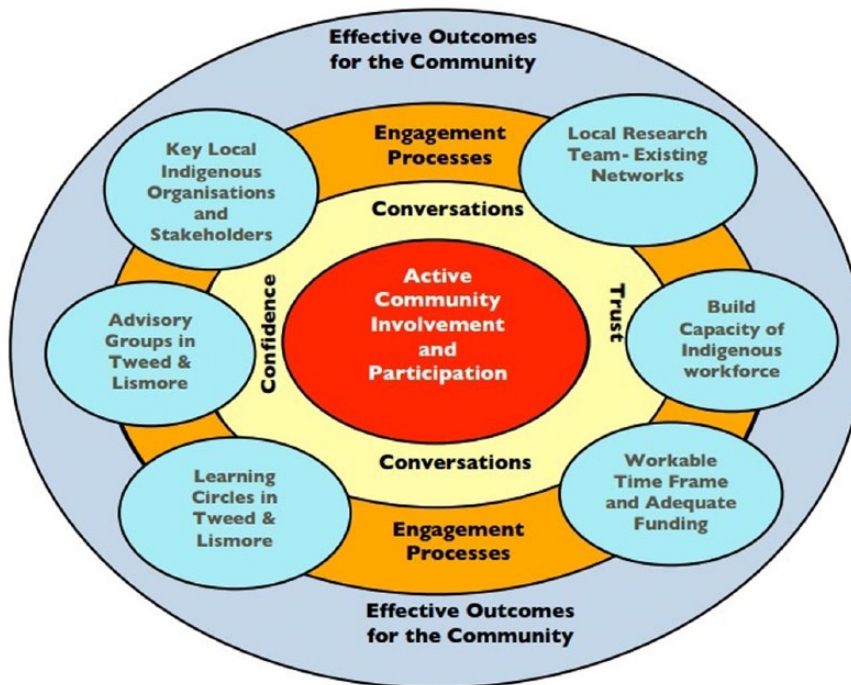 Effective Outcomes
for the Community
Engagement
Processes
Key Local
Indigenous
Organisations
and
Stakeholders
Local Research
Team- Existing
Networks
Conversations
Active
Community
Involvement
and
Participation
Confidence
Trust
Advisory
Groups in
Tweed &
Lismore
Build
Capacity of
Indigenous
workforce
Conversations
Learning
Circles in
Tweed &
Lismore
Workable
Time Frame
and Adequate
Funding
Engagement
Processes
Effective Outcomes
for the Community